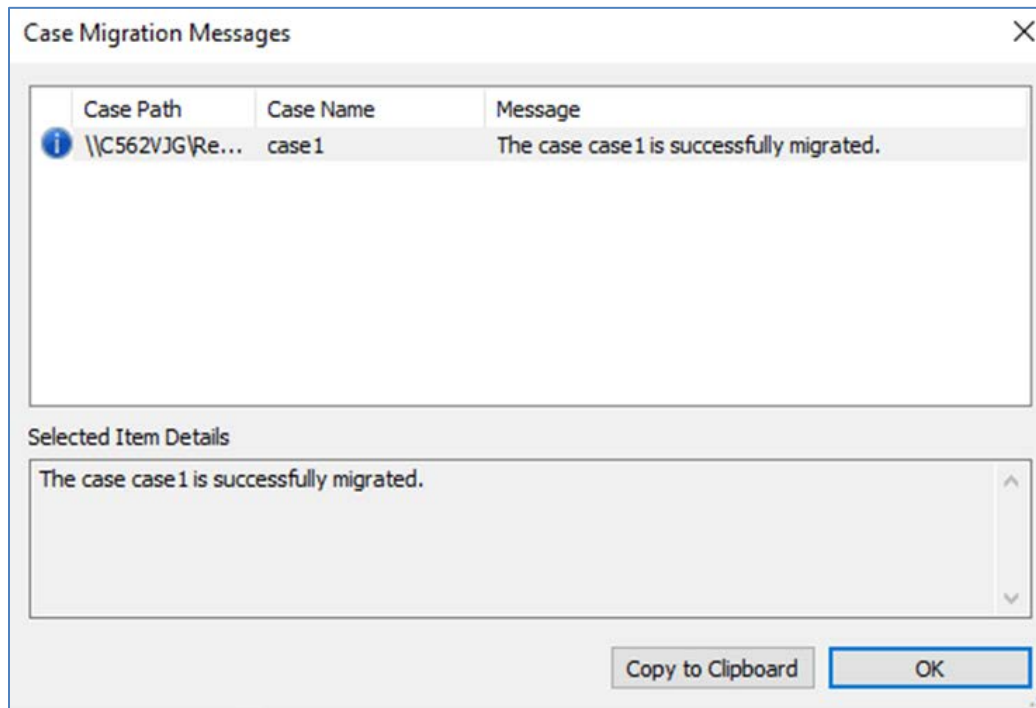 Case Migration Messages
Case Path Case Name Message
\\C562VJG\Re... case1 The case case1 is successfully migrated.
Selected Item Details
The case case1 is successfully migrated.
Copy to Clipboard OK